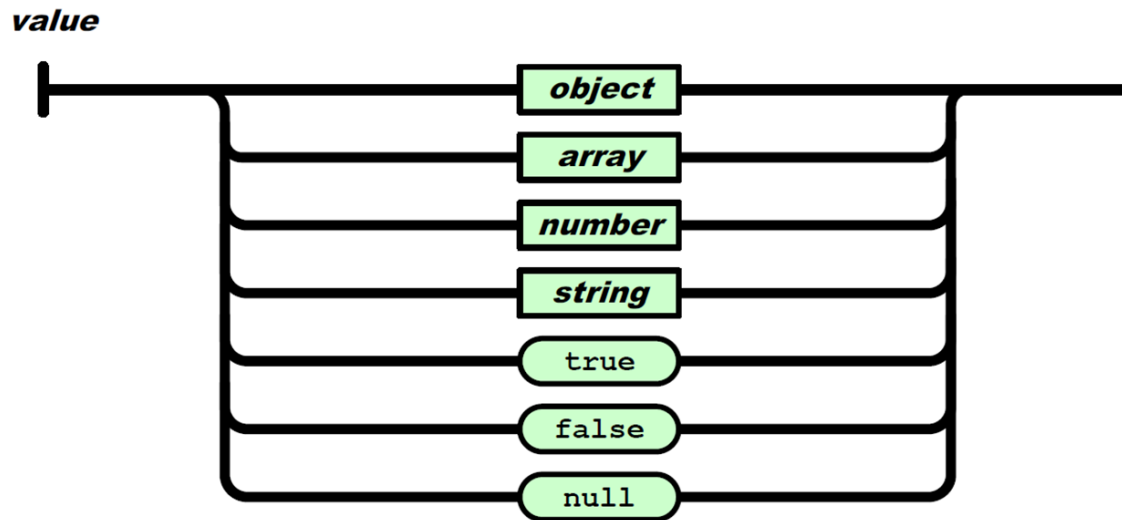 value
object
array
number
string
true
false
null